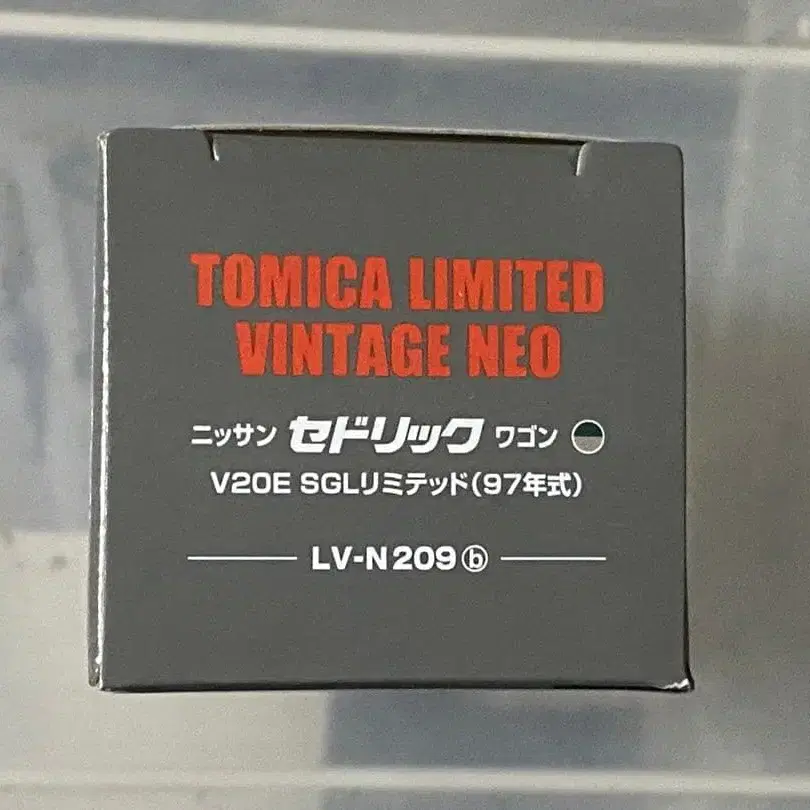 TOMICA LIMITED
VINTAGE NEO
ニッサン セドリック ワゴン
V20E SGLリミテッド(97年式)
LV-N209ⓑ